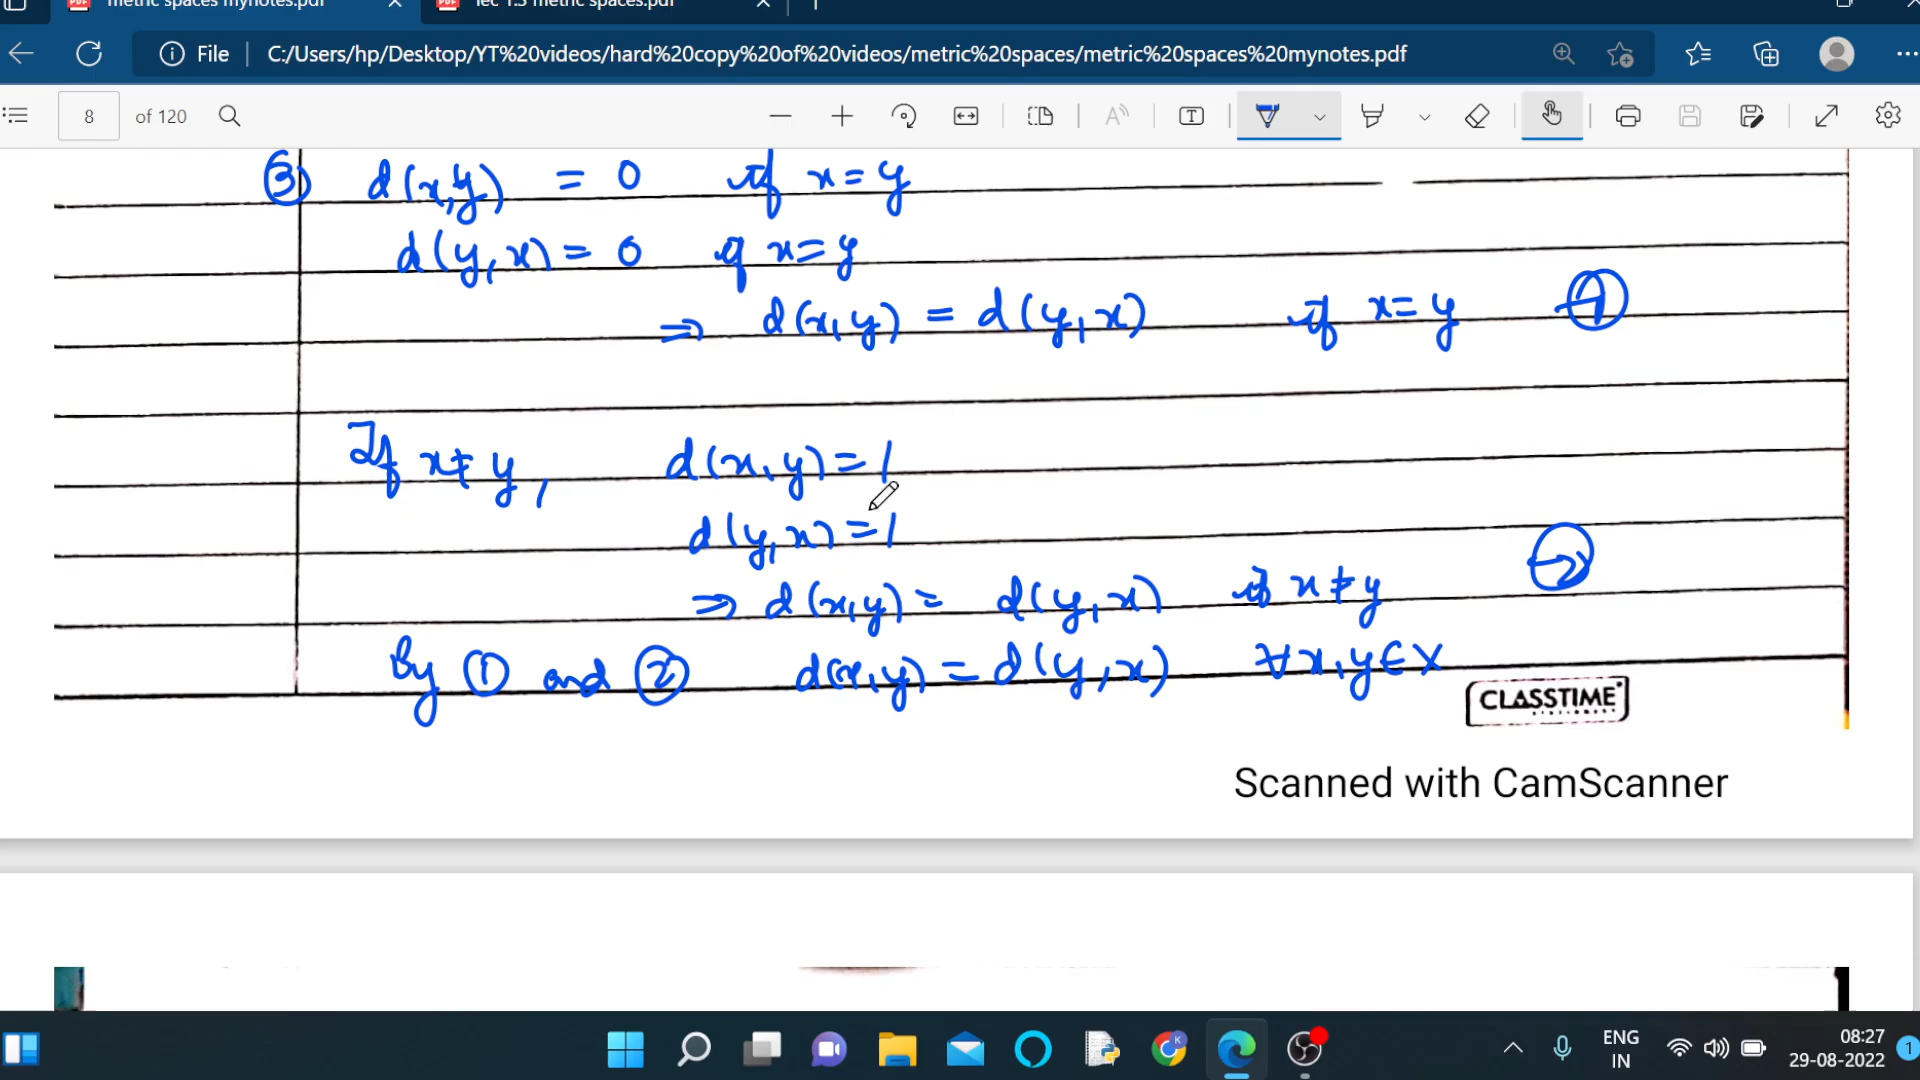 metric spaces mynotes.pdf
lec 1.3 metric spaces.pdf
File
C:/Users/hp/Desktop/YT%20videos/hard%20copy%20of%20videos/metric%20spaces/metric%20spaces%20mynotes.pdf
8 of 120
③ d(x,y) = 0 if x=y
d(y,x) = 0 if x=y
⇒ d(x,y) = d(y,x) if x=y ①
If x≠y, d(x,y)=1
d(y,x)=1
⇒ d(x,y) = d(y,x) if x≠y ②
By ① and ② d(x,y) = d(y,x) ∀x,y∈X
CLASSTIME
Scanned with CamScanner
ENG
IN
08:27
29-08-2022
1